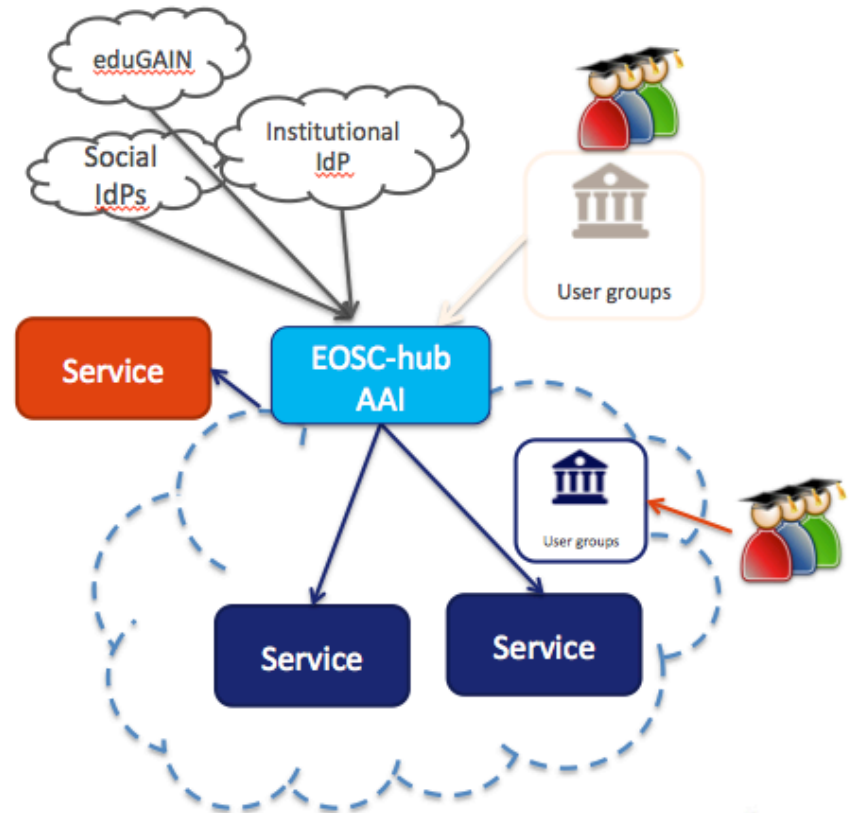 eduGAIN
Social
IdPs
Institutional
IdP
User groups
Service
EOSC-hub
AAI
User groups
Service
Service